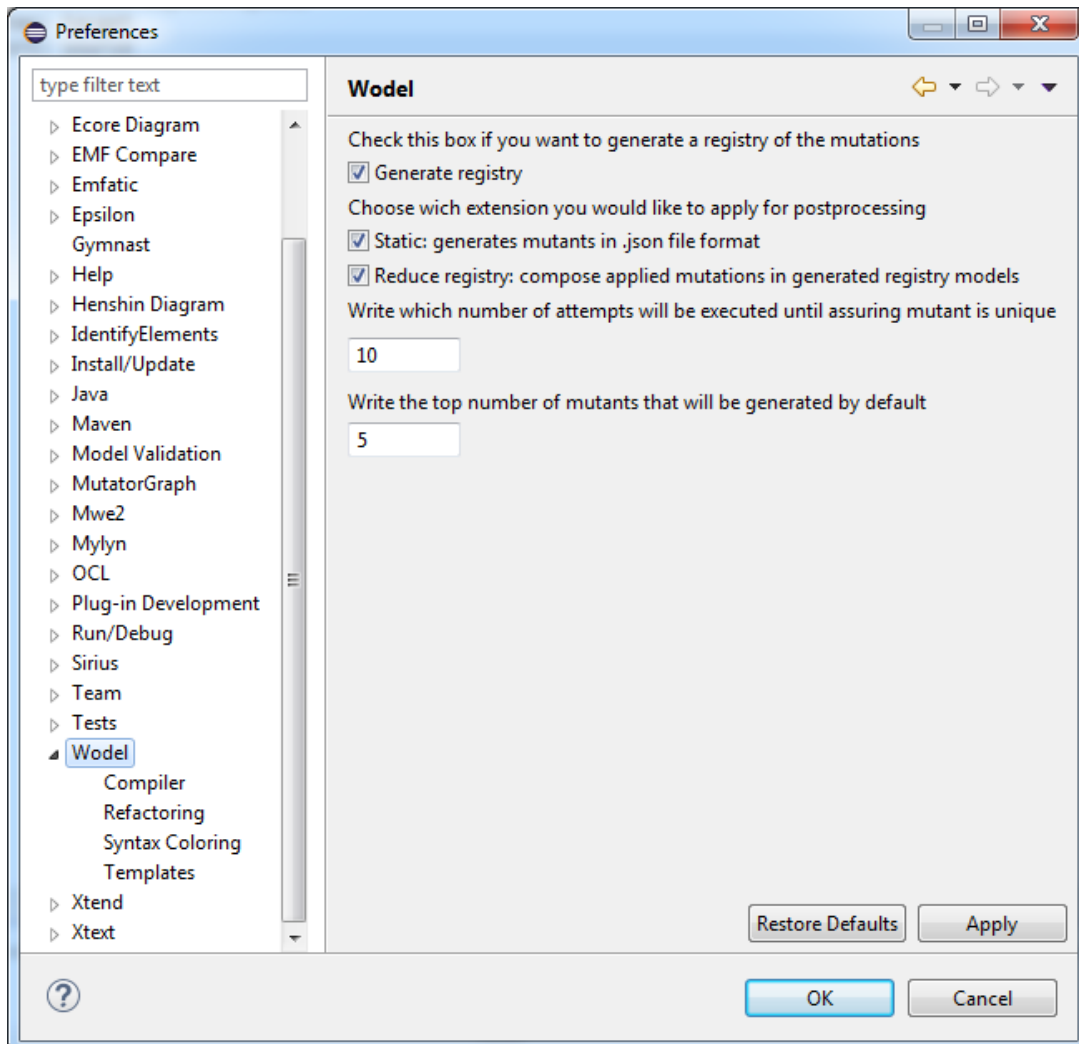 Preferences
type filter text
Ecore Diagram
EMF Compare
Emfatic
Epsilon
Gymnast
Help
Henshin Diagram
IdentifyElements
Install/Update
Java
Maven
Model Validation
MutatorGraph
Mwe2
Mylyn
OCL
Plug-in Development
Run/Debug
Sirius
Team
Tests
Wodel
Compiler
Refactoring
Syntax Coloring
Templates
Xtend
Xtext
Wodel
Check this box if you want to generate a registry of the mutations
Generate registry
Choose wich extension you would like to apply for postprocessing
Static: generates mutants in .json file format
Reduce registry: compose applied mutations in generated registry models
Write which number of attempts will be executed until assuring mutant is unique
10
Write the top number of mutants that will be generated by default
5
Restore Defaults
Apply
?
OK
Cancel